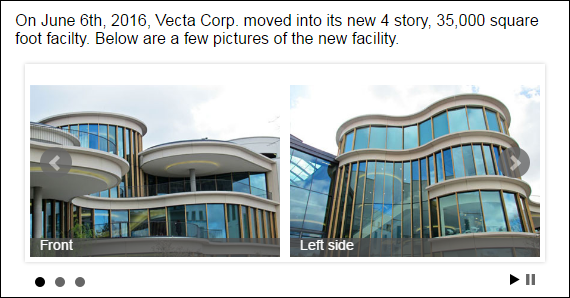 On June 6th, 2016, Vecta Corp. moved into its new 4 story, 35,000 square
foot facilty. Below are a few pictures of the new facility.
Front
Left side